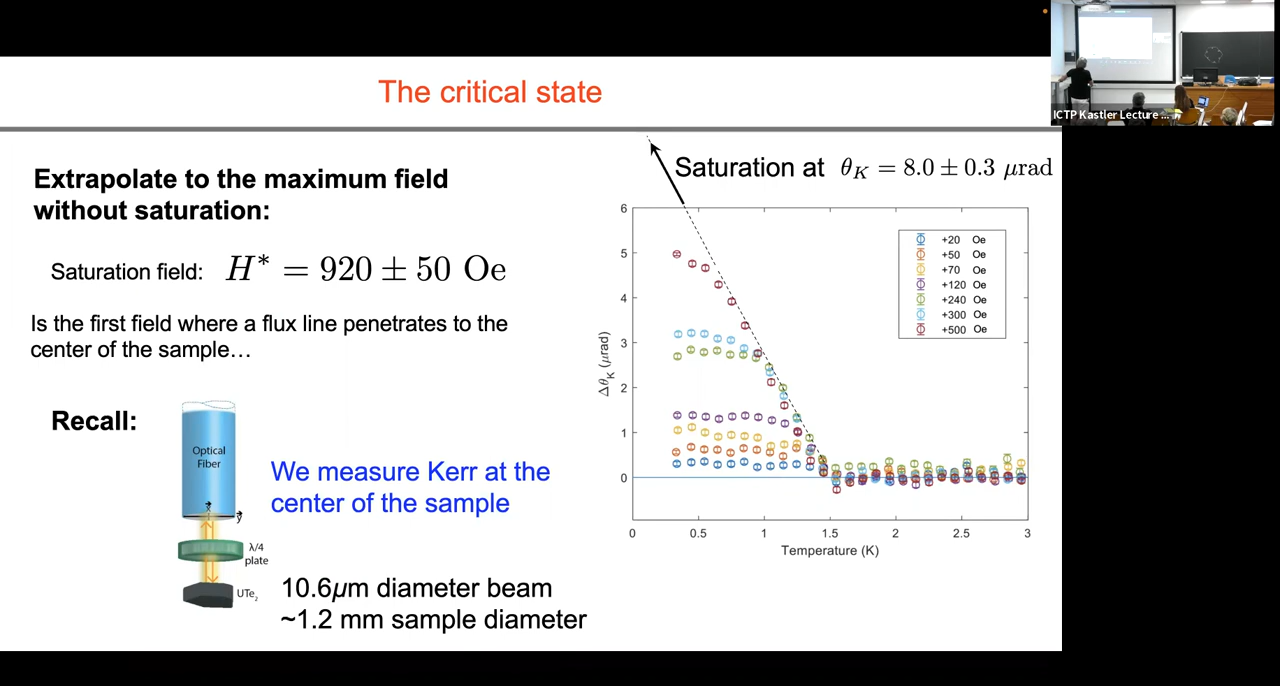 The critical state
ICTP Kastler Lecture ...
Extrapolate to the maximum field
without saturation:
Saturation field: H* = 920 ± 50 Oe
Is the first field where a flux line penetrates to the
center of the sample…
Recall:
Optical
Fiber
x
y
λ/4
plate
UTe₂
We measure Kerr at the
center of the sample
10.6μm diameter beam
~1.2 mm sample diameter
Saturation at θ_K = 8.0 ± 0.3 μrad
6
5
4
3
2
1
0
Δθ_K (μrad)
+20 Oe
+50 Oe
+70 Oe
+120 Oe
+240 Oe
+300 Oe
+500 Oe
0 0.5 1 1.5 2 2.5 3
Temperature (K)